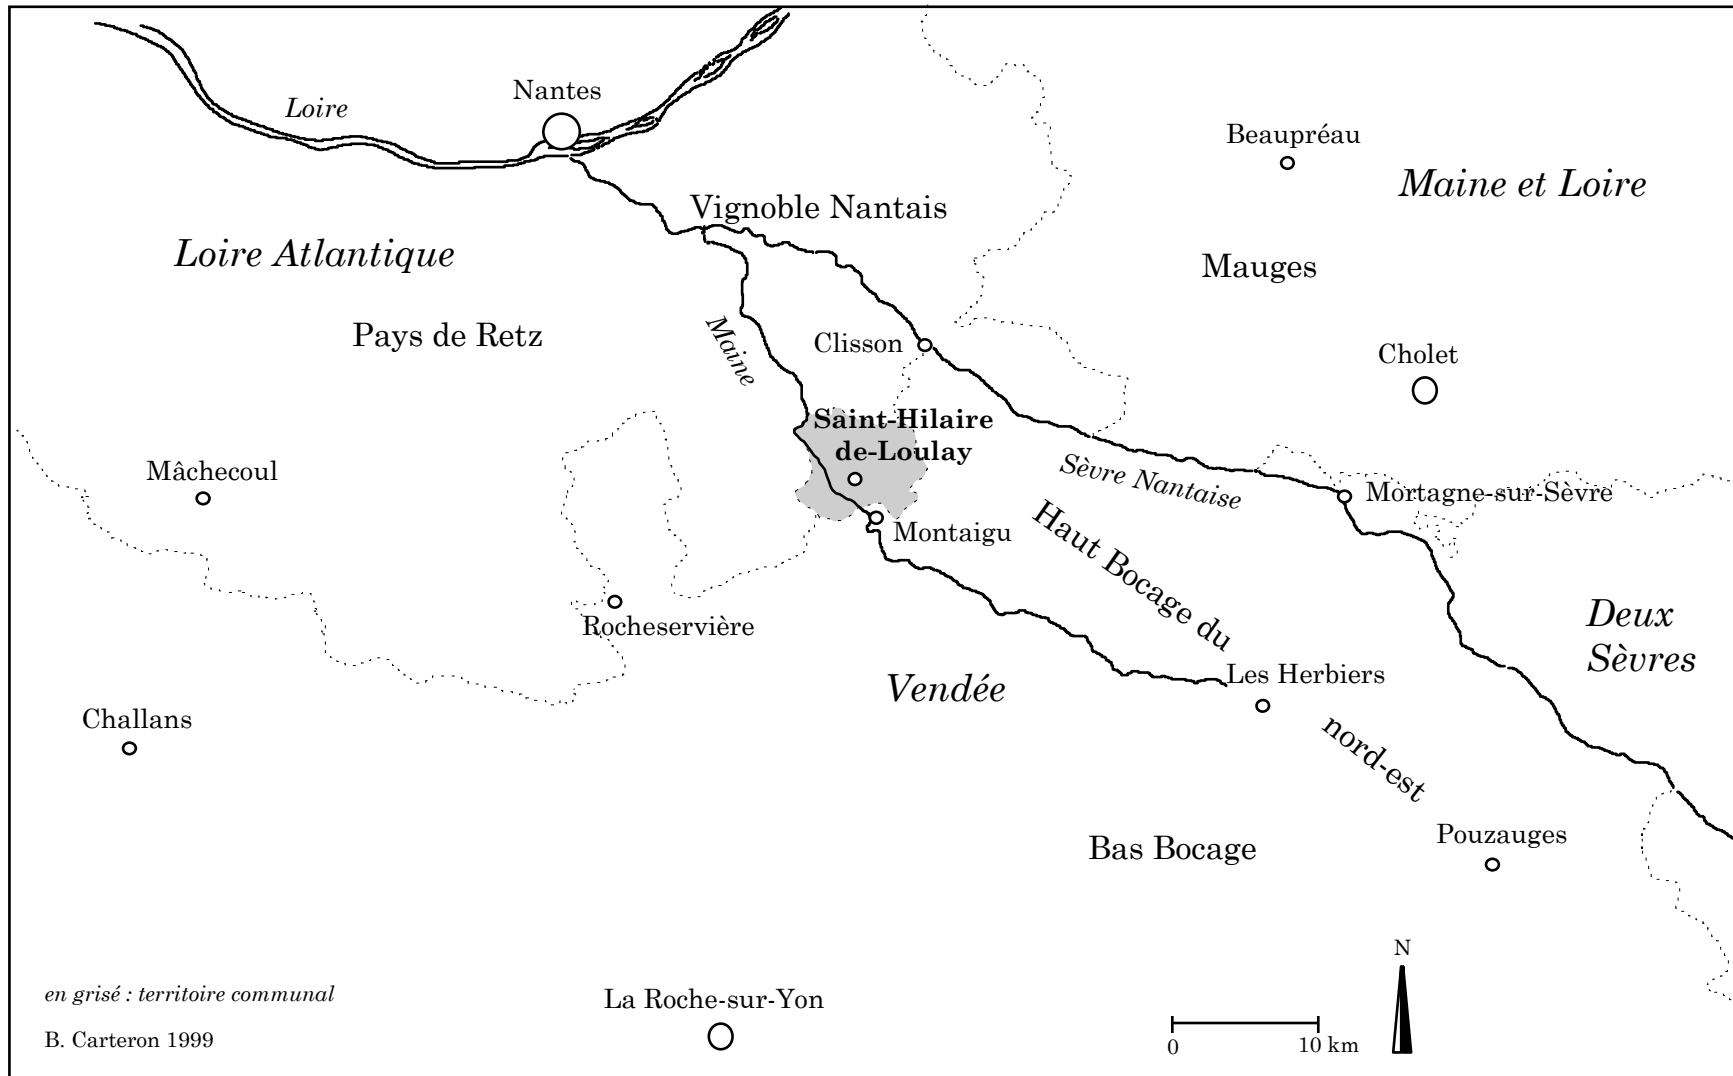 Nantes
Loire
Beaupréau
Maine et Loire
Vignoble Nantais
Loire Atlantique
Mauges
Pays de Retz
Maine
Clisson
Cholet
Saint-Hilaire
de-Loulay
Mâchecoul
Sèvre Nantaise
Mortagne-sur-Sèvre
Montaigu
Haut Bocage du
nord-est
Rocheservière
Deux
Sèvres
Les Herbiers
Vendée
Challans
Pouzauges
Bas Bocage
N
en grisé : territoire communal
La Roche-sur-Yon
B. Carteron 1999
0
10 km